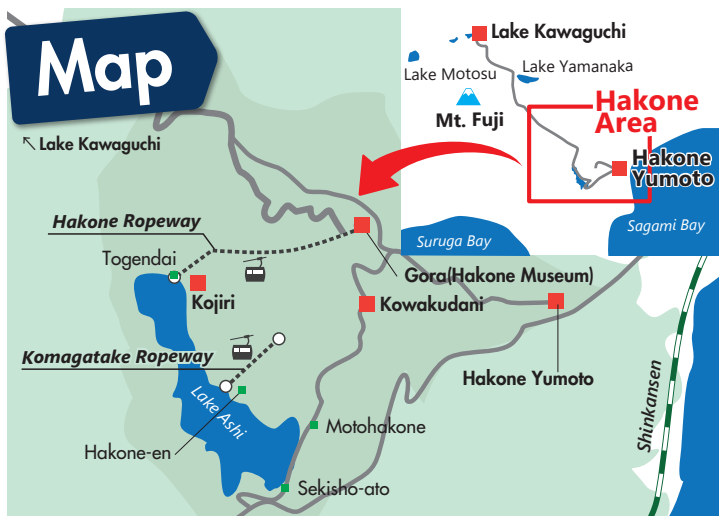 Map
Lake Kawaguchi
Lake Motosu
Lake Yamanaka
Mt. Fuji
Hakone
Area
Hakone
Yumoto
Suruga Bay
Sagami Bay
↖ Lake Kawaguchi
Hakone Ropeway
Togendai
Gora(Hakone Museum)
Kojiri
Kowakudani
Komagatake Ropeway
Hakone Yumoto
Lake Ashi
Shinkansen
Motohakone
Hakone-en
Sekisho-ato